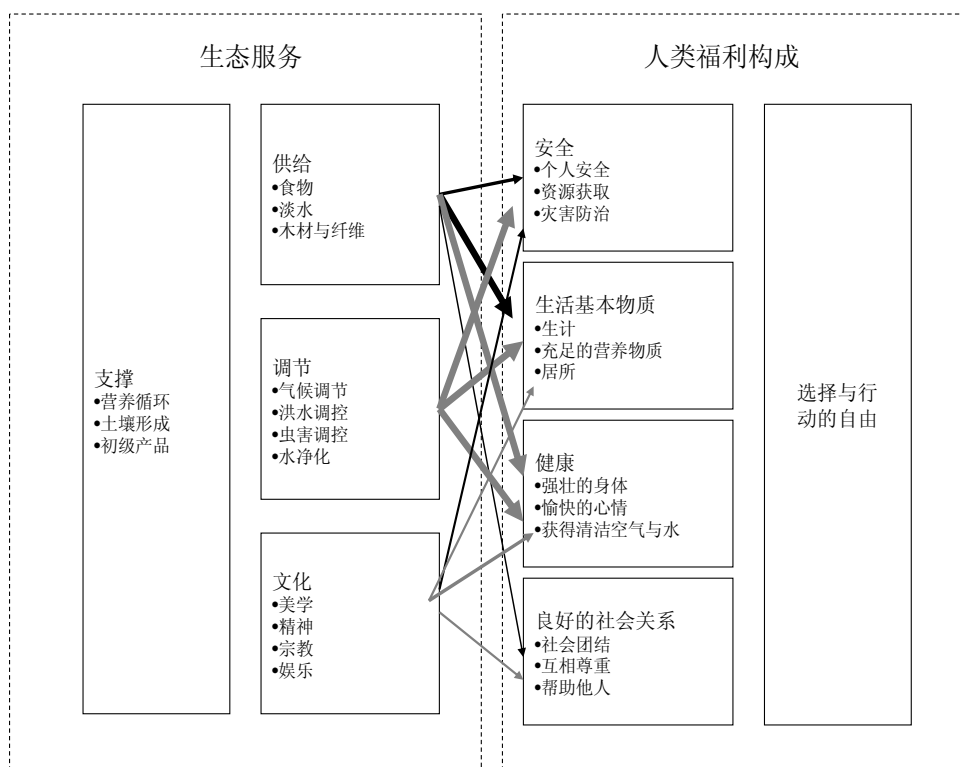 生态服务
人类福利构成
支撑
•营养循环
•土壤形成
•初级产品
供给
•食物
•淡水
•木材与纤维
调节
•气候调节
•洪水调控
•虫害调控
•水净化
文化
•美学
•精神
•宗教
•娱乐
安全
•个人安全
•资源获取
•灾害防治
生活基本物质
•生计
•充足的营养物质
•居所
健康
•强壮的身体
•愉快的心情
•获得清洁空气与水
良好的社会关系
•社会团结
•互相尊重
•帮助他人
选择与行
动的自由